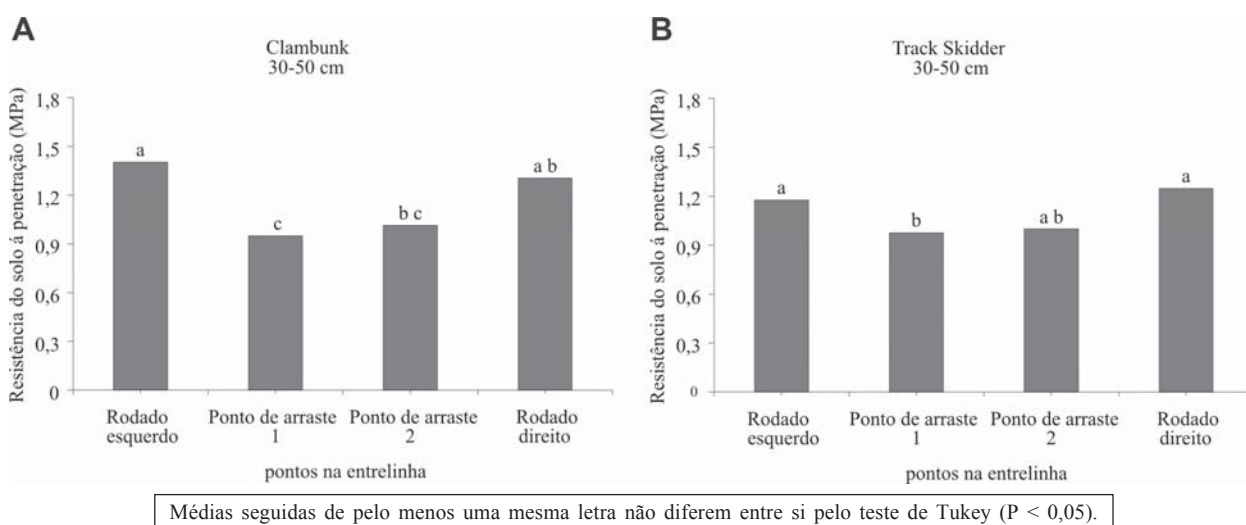 A
Clambunk
30-50 cm
Resistência do solo á penetração (MPa)
1,8
1,5
1,2
0,9
0,6
0,3
0
a
c
b c
a b
Rodado esquerdo
Ponto de arraste 1
Ponto de arraste 2
Rodado direito
pontos na entrelinha
B
Track Skidder
30-50 cm
Resistência do solo á penetração (MPa)
1,8
1,5
1,2
0,9
0,6
0,3
0
a
b
a b
a
Rodado esquerdo
Ponto de arraste 1
Ponto de arraste 2
Rodado direito
pontos na entrelinha
Médias seguidas de pelo menos uma mesma letra não diferem entre si pelo teste de Tukey (P < 0,05).